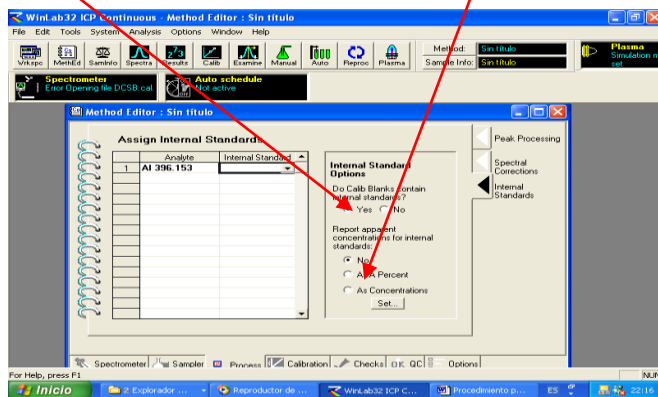 WinLab32 ICP Continuous - Method Editor : Sin título
File Edit Tools System Analysis Options Window Help
Wrkspc MethEd SamInfo Spectra Results Calib Examine Manual Auto Reproc Plasma
Method: Sin título
Sample Info: Sin título
Plasma
Simulation m
set
Spectrometer
Error Opening file DCSB.cal
Auto schedule
Not active
Method Editor : Sin título
Assign Internal Standards
Analyte Internal Standard
1 Al 396.153
Internal Standard
Options
Do Calib Blanks contain
internal standards?
Yes No
Report apparent
concentrations for internal
standards:
No
As A Percent
As Concentrations
Set...
Peak Processing
Spectral
Corrections
Internal
Standards
Spectrometer Sampler Process Calibration Checks QC Options
For Help, press F1
NUM
Inicio 2 Explorador ... Reproductor de ... WinLab32 ICP C... Procedimiento p... ES 22:16